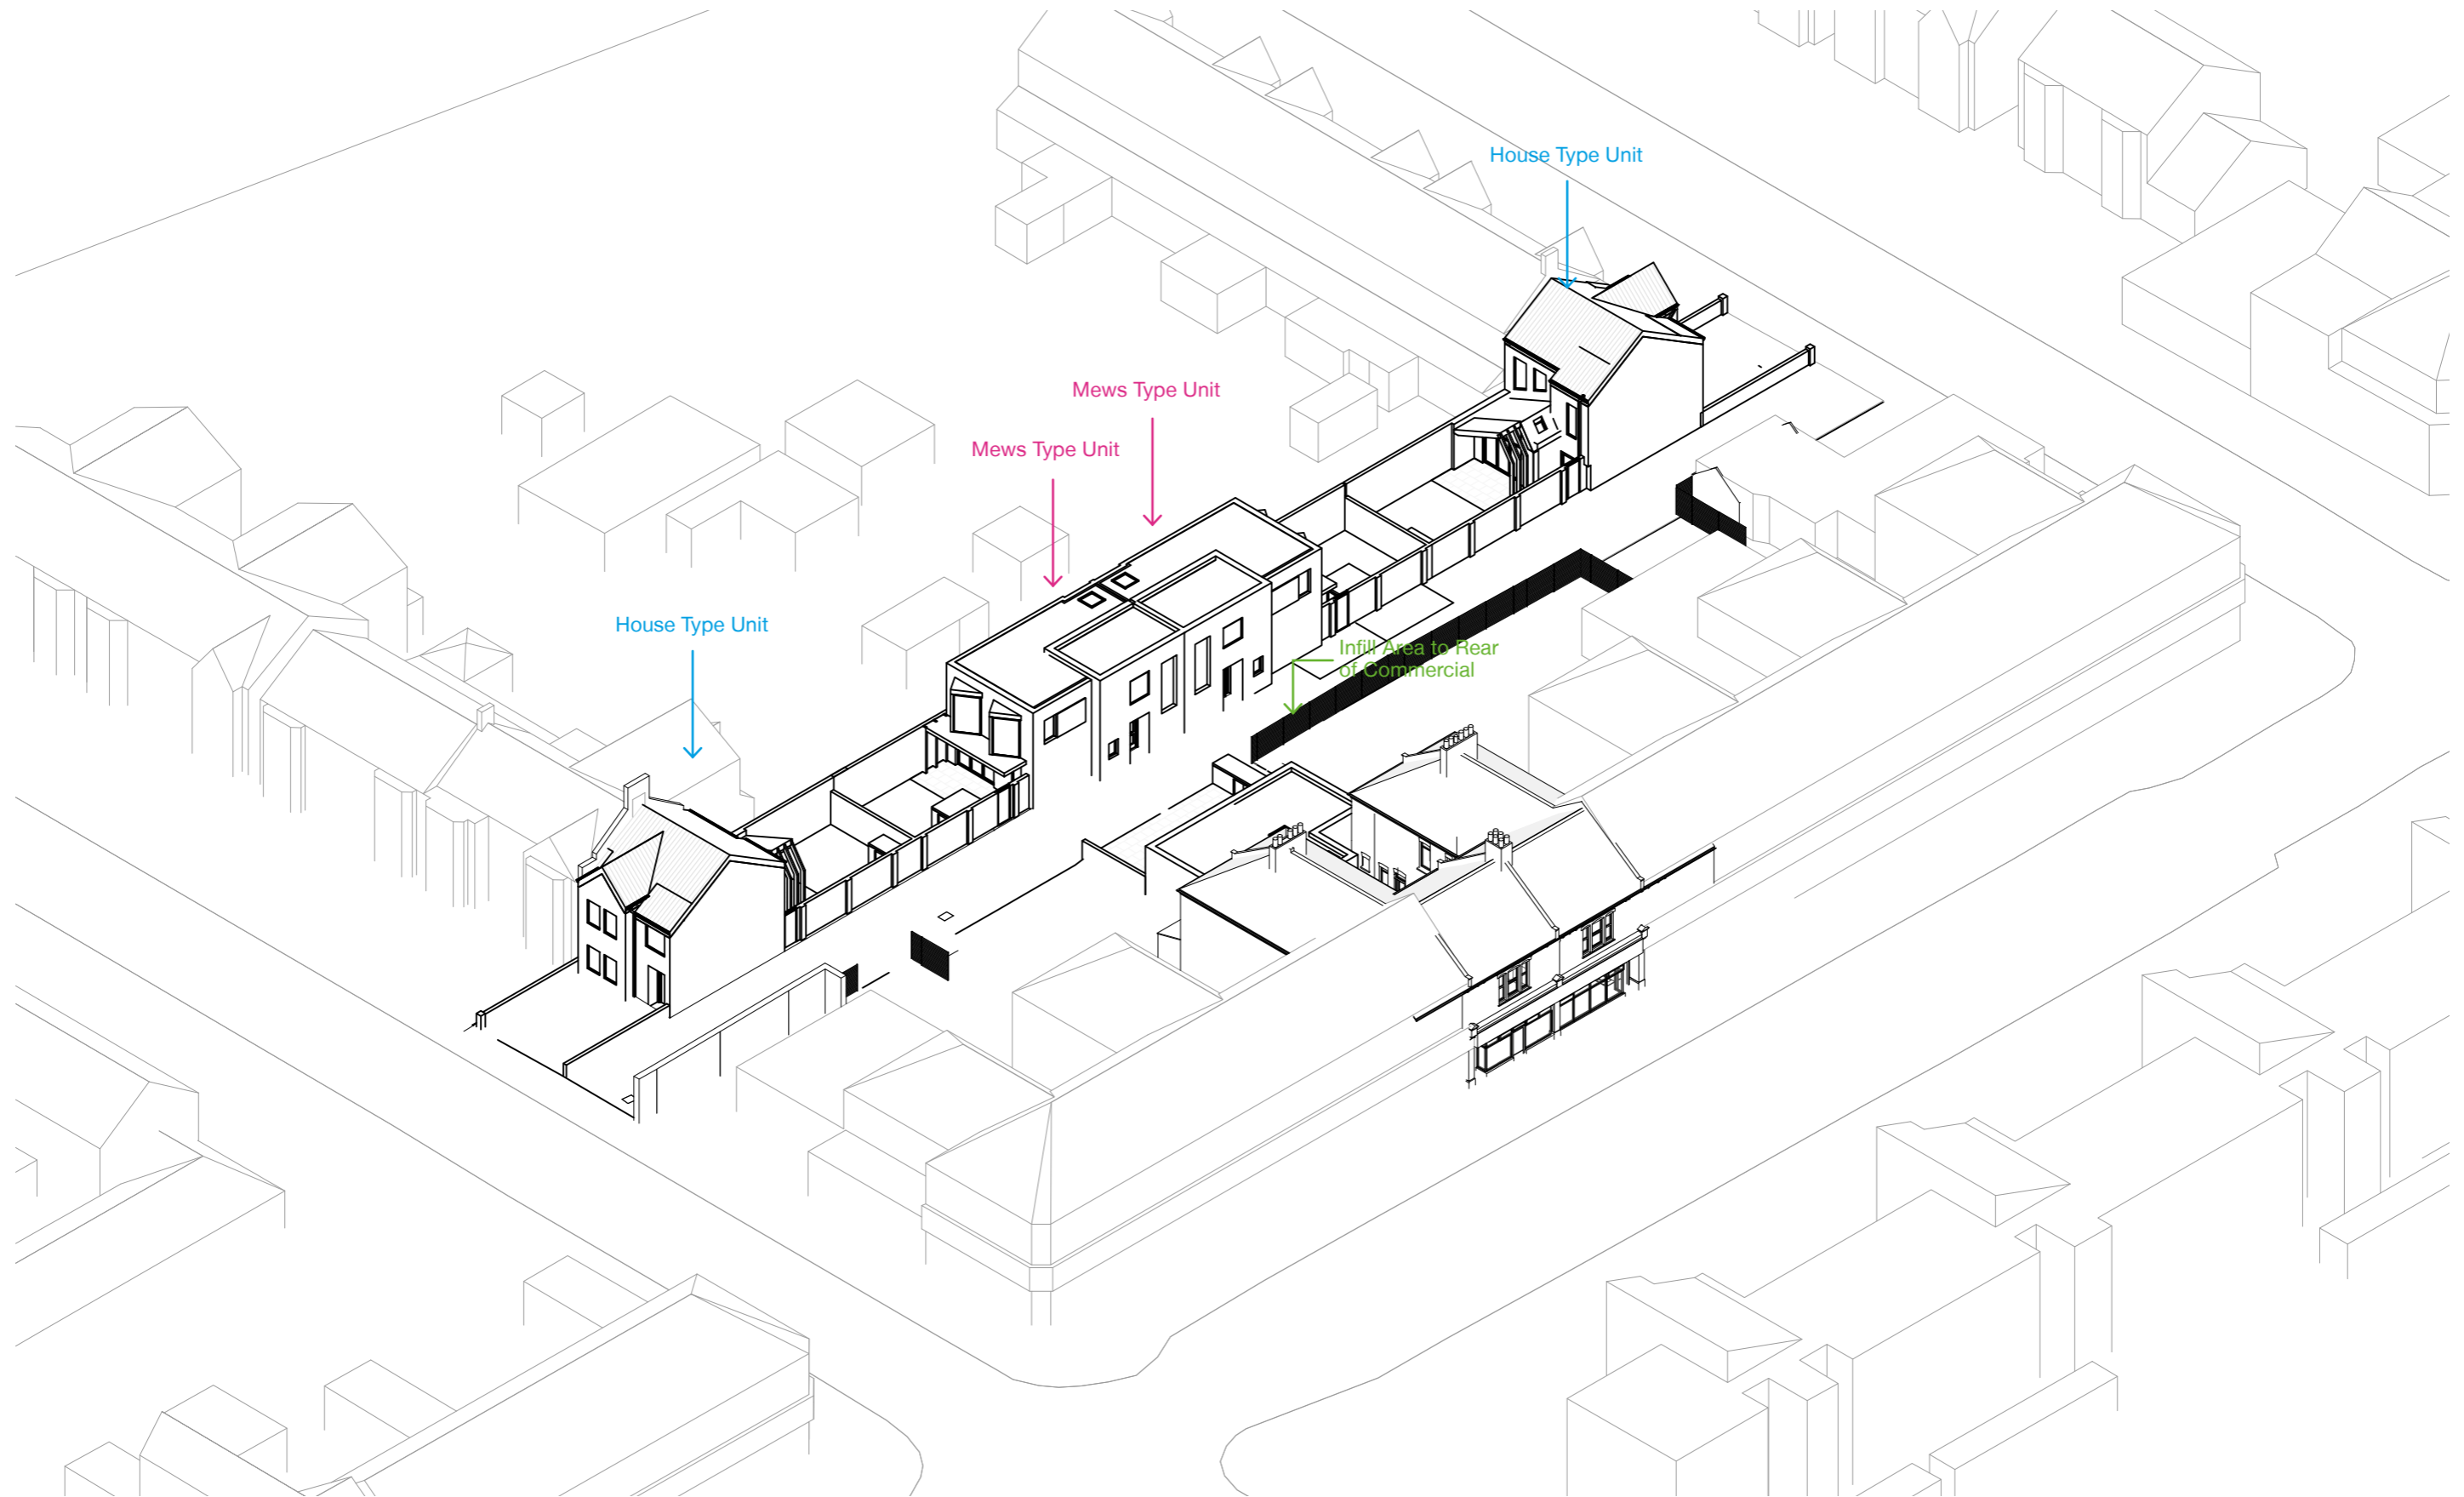 House Type Unit
Mews Type Unit
Mews Type Unit
House Type Unit
Infill Area to Rear
of Commercial